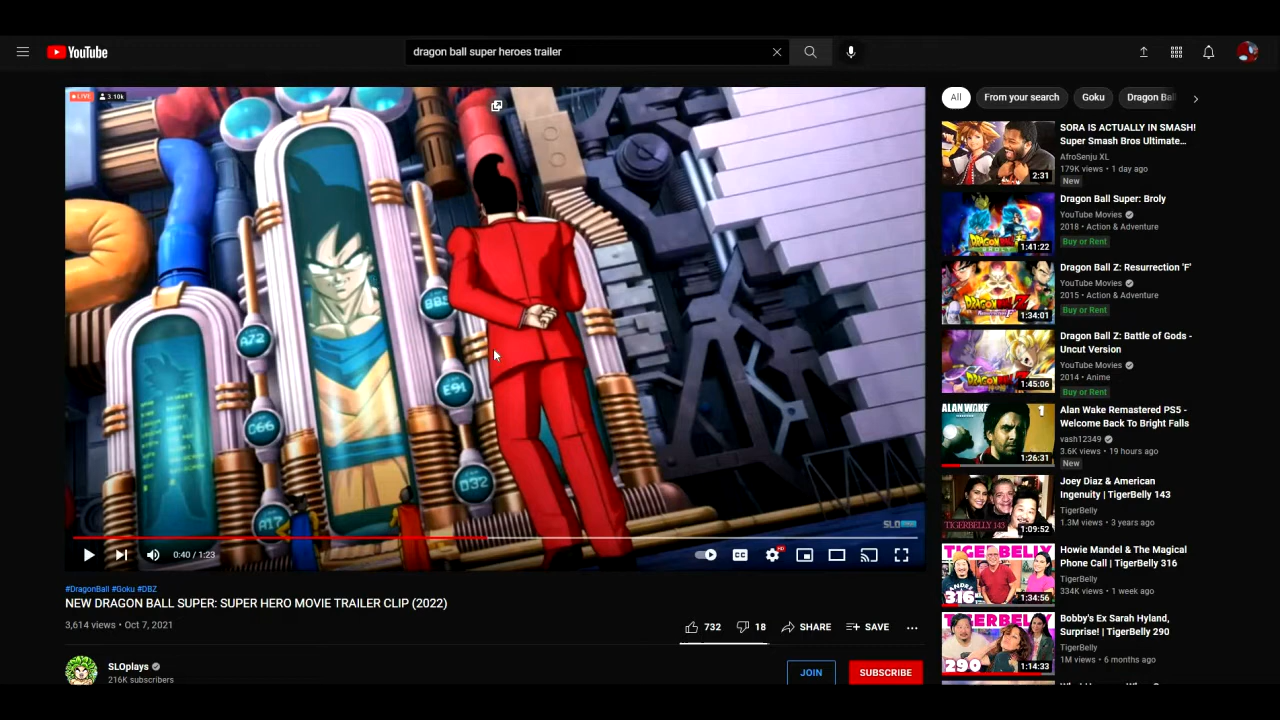 YouTube
dragon ball super heroes trailer
LIVE
3.10k
BB5
A72
E91
C66
D32
A17
SLO
0:40 / 1:23
CC
HD
#DragonBall #Goku #DBZ
NEW DRAGON BALL SUPER: SUPER HERO MOVIE TRAILER CLIP (2022)
3,614 views • Oct 7, 2021
732
18
SHARE
SAVE
SLOplays
216K subscribers
JOIN
SUBSCRIBE
All
From your search
Goku
Dragon Bal
SORA IS ACTUALLY IN SMASH!
Super Smash Bros Ultimate...
AfroSenju XL
179K views • 1 day ago
New
2:31
Dragon Ball Super: Broly
YouTube Movies
2018 • Action & Adventure
Buy or Rent
1:41:22
Dragon Ball Z: Resurrection 'F'
YouTube Movies
2015 • Action & Adventure
Buy or Rent
1:34:01
Dragon Ball Z: Battle of Gods -
Uncut Version
YouTube Movies
2014 • Anime
Buy or Rent
1:45:06
ALAN WAKE
1
Alan Wake Remastered PS5 -
Welcome Back To Bright Falls
vash12349
3.6K views • 19 hours ago
New
1:26:31
Joey Diaz & American
Ingenuity | TigerBelly 143
TigerBelly
1.3M views • 3 years ago
TIGERBELLY 143
1:09:52
Howie Mandel & The Magical
Phone Call | TigerBelly 316
TigerBelly
334K views • 1 week ago
316
1:34:56
Bobby's Ex Sarah Hyland,
Surprise! | TigerBelly 290
TigerBelly
1M views • 6 months ago
290
1:14:33